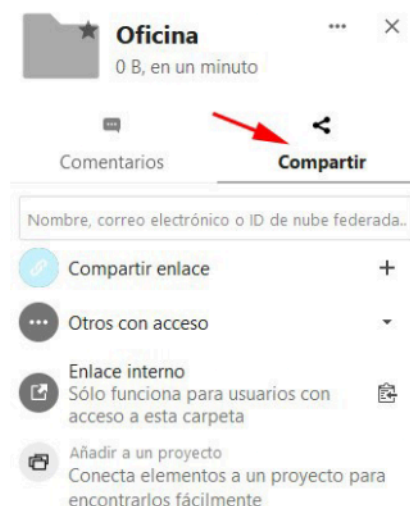 Oficina
0 B, en un minuto
Comentarios
Compartir
Nombre, correo electrónico o ID de nube federada..
Compartir enlace
Otros con acceso
Enlace interno
Sólo funciona para usuarios con
acceso a esta carpeta
Añadir a un proyecto
Conecta elementos a un proyecto para
encontrarlos fácilmente